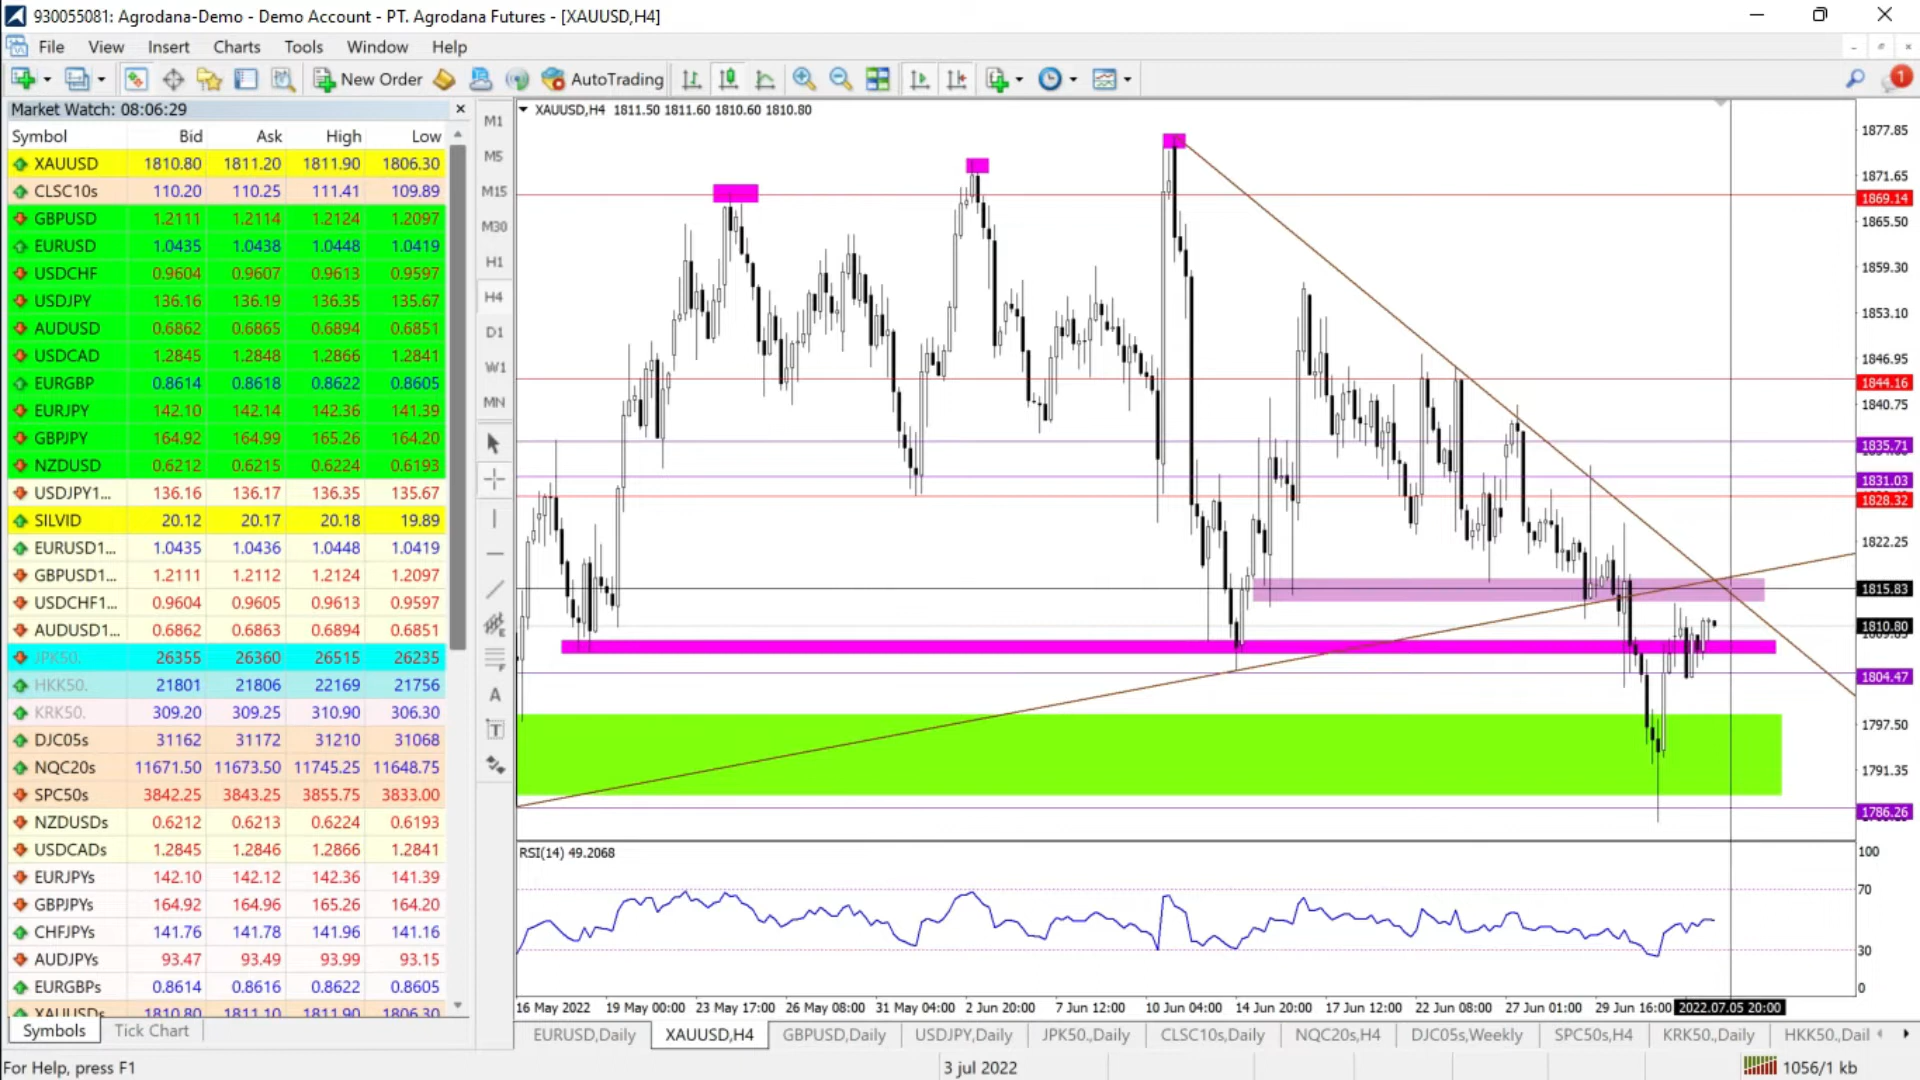 930055081: Agrodana-Demo - Demo Account - PT. Agrodana Futures - [XAUUSD,H4]
File View Insert Charts Tools Window Help
New Order AutoTrading 1
Market Watch: 08:06:29
Symbol Bid Ask High Low
XAUUSD 1810.80 1811.20 1811.90 1806.30
CLSC10s 110.20 110.25 111.41 109.89
GBPUSD 1.2111 1.2114 1.2124 1.2097
EURUSD 1.0435 1.0438 1.0448 1.0419
USDCHF 0.9604 0.9607 0.9613 0.9597
USDJPY 136.16 136.19 136.35 135.67
AUDUSD 0.6862 0.6865 0.6894 0.6851
USDCAD 1.2845 1.2848 1.2866 1.2841
EURGBP 0.8614 0.8618 0.8622 0.8605
EURJPY 142.10 142.14 142.36 141.39
GBPJPY 164.92 164.99 165.26 164.20
NZDUSD 0.6212 0.6215 0.6224 0.6193
USDJPY1... 136.16 136.17 136.35 135.67
SILVID 20.12 20.17 20.18 19.89
EURUSD1... 1.0435 1.0436 1.0448 1.0419
GBPUSD1... 1.2111 1.2112 1.2124 1.2097
USDCHF1... 0.9604 0.9605 0.9613 0.9597
AUDUSD1... 0.6862 0.6863 0.6894 0.6851
JPK50. 26355 26360 26515 26235
HKK50. 21801 21806 22169 21756
KRK50. 309.20 309.25 310.90 306.30
DJC05s 31162 31172 31210 31068
NQC20s 11671.50 11673.50 11745.25 11648.75
SPC50s 3842.25 3843.25 3855.75 3833.00
NZDUSDs 0.6212 0.6213 0.6224 0.6193
USDCADs 1.2845 1.2846 1.2866 1.2841
EURJPYs 142.10 142.12 142.36 141.39
GBPJPYs 164.92 164.96 165.26 164.20
CHFJPYs 141.76 141.78 141.96 141.16
AUDJPYs 93.47 93.49 93.99 93.15
EURGBPs 0.8614 0.8616 0.8622 0.8605
XAUUSDs 1810.80 1811.10 1811.90 1806.30
Symbols Tick Chart
M1
M5
M15
M30
H1
H4
D1
W1
MN
E
F
A
T
XAUUSD,H4 1811.50 1811.60 1810.60 1810.80
1877.85
1871.65
1869.14
1865.50
1859.30
1853.10
1846.95
1844.16
1840.75
1835.71
1831.03
1828.32
1822.25
1815.83
1810.80
1804.47
1797.50
1791.35
1786.26
RSI(14) 49.2068
100
70
30
0
16 May 2022 19 May 00:00 23 May 17:00 26 May 08:00 31 May 04:00 2 Jun 20:00 7 Jun 12:00 10 Jun 04:00 14 Jun 20:00 17 Jun 12:00 22 Jun 08:00 27 Jun 01:00 29 Jun 16:00 2022.07.05 20:00
EURUSD,Daily XAUUSD,H4 GBPUSD,Daily USDJPY,Daily JPK50.,Daily CLSC10s,Daily NQC20s,H4 DJC05s,Weekly SPC50s,H4 KRK50.,Daily HKK50.,Dail
For Help, press F1 3 jul 2022 1056/1 kb